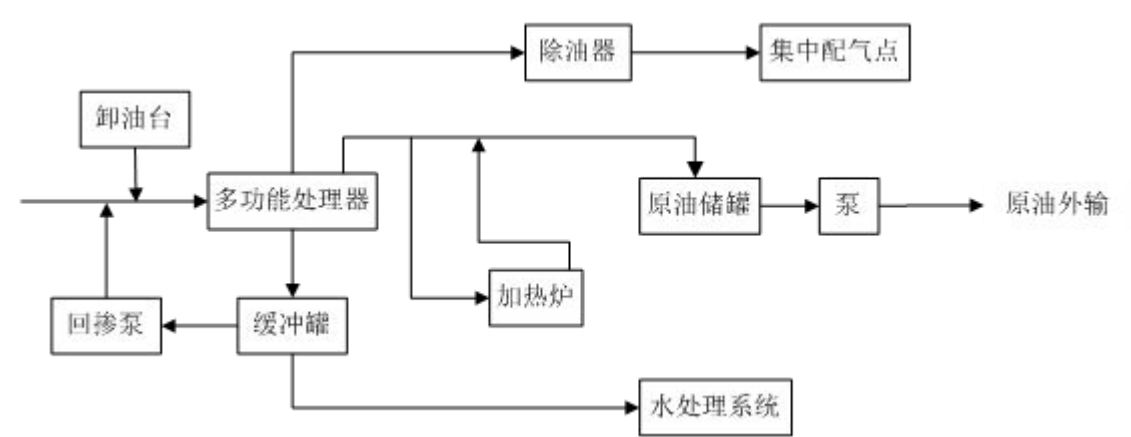 除油器
集中配气点
卸油台
多功能处理器
原油储罐
泵
原油外输
加热炉
回掺泵
缓冲罐
水处理系统